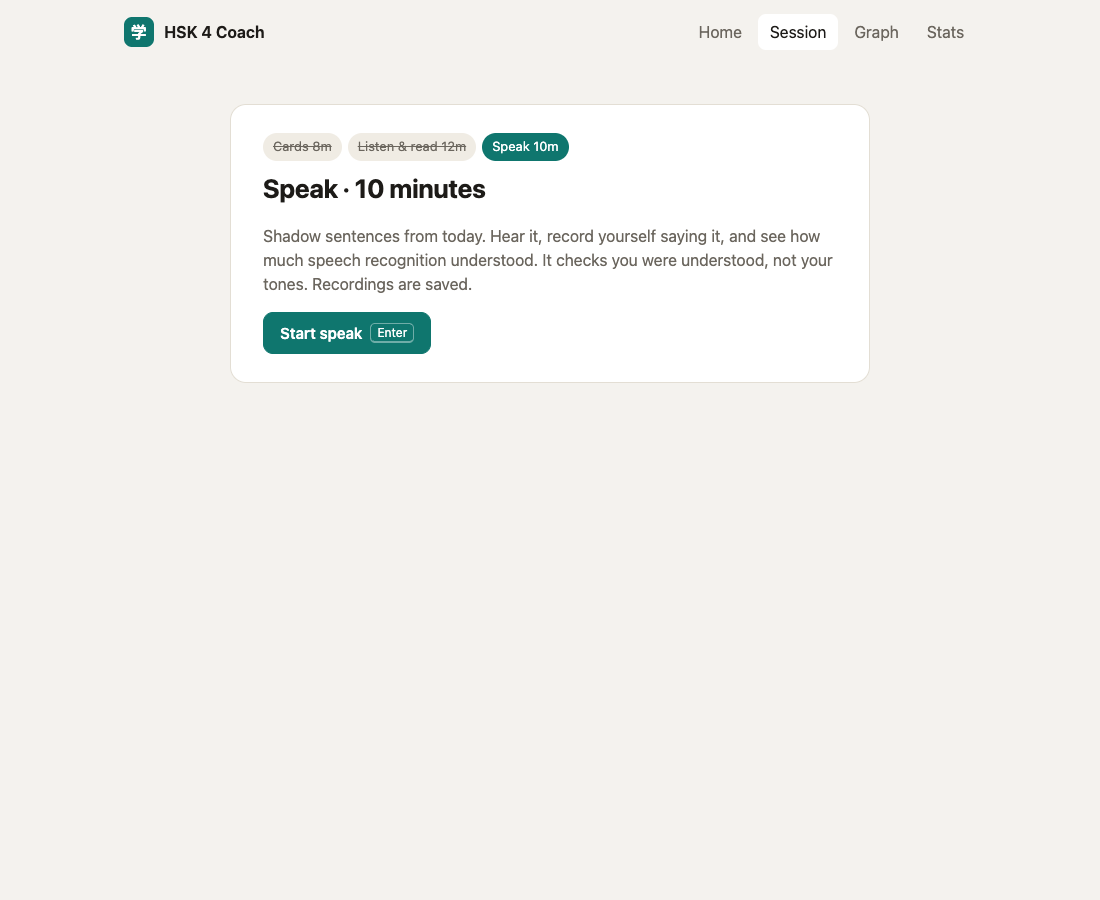 学 HSK 4 Coach
Home Session Graph Stats
Cards 8m Listen & read 12m Speak 10m
Speak · 10 minutes
Shadow sentences from today. Hear it, record yourself saying it, and see how
much speech recognition understood. It checks you were understood, not your
tones. Recordings are saved.
Start speak Enter